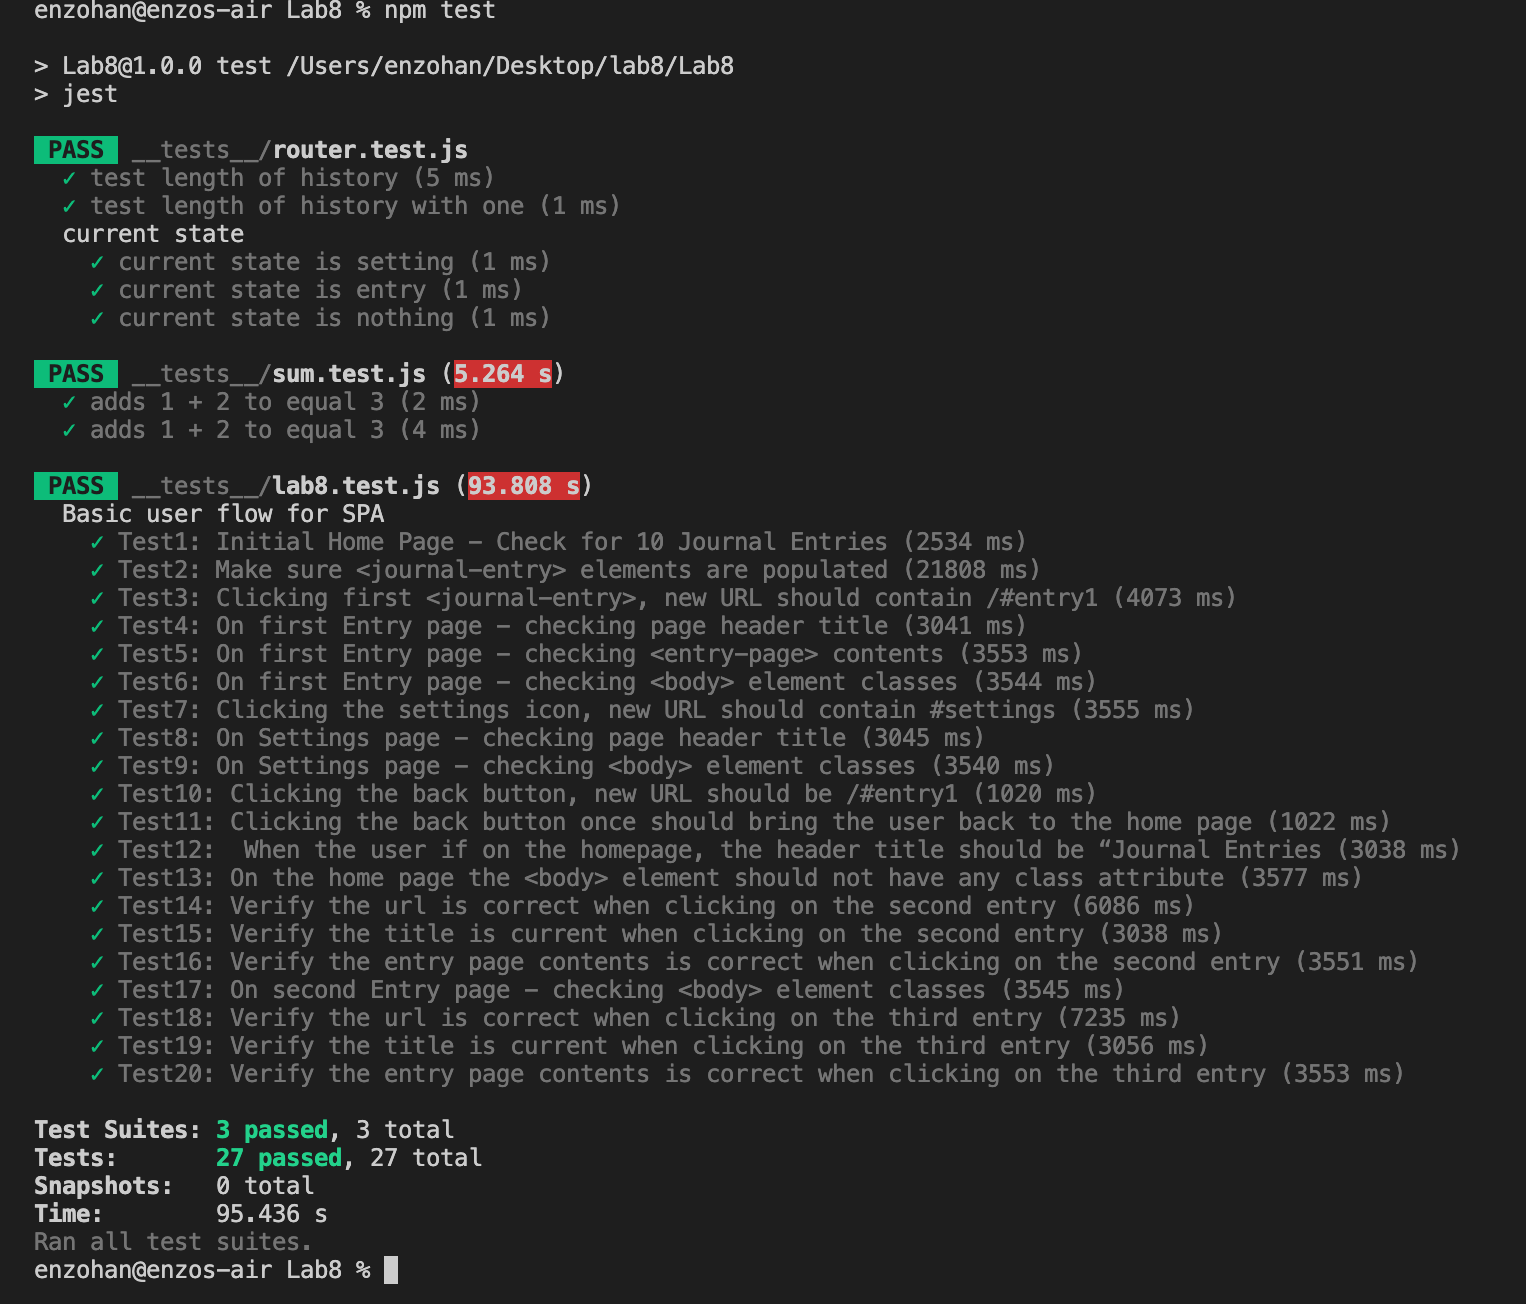 enzohan@enzos-air Lab8 % npm test
> Lab8@1.0.0 test /Users/enzohan/Desktop/lab8/Lab8
> jest
PASS __tests__/router.test.js
✓ test length of history (5 ms)
✓ test length of history with one (1 ms)
current state
✓ current state is setting (1 ms)
✓ current state is entry (1 ms)
✓ current state is nothing (1 ms)
PASS __tests__/sum.test.js (5.264 s)
✓ adds 1 + 2 to equal 3 (2 ms)
✓ adds 1 + 2 to equal 3 (4 ms)
PASS __tests__/lab8.test.js (93.808 s)
Basic user flow for SPA
✓ Test1: Initial Home Page - Check for 10 Journal Entries (2534 ms)
✓ Test2: Make sure <journal-entry> elements are populated (21808 ms)
✓ Test3: Clicking first <journal-entry>, new URL should contain /#entry1 (4073 ms)
✓ Test4: On first Entry page - checking page header title (3041 ms)
✓ Test5: On first Entry page - checking <entry-page> contents (3553 ms)
✓ Test6: On first Entry page - checking <body> element classes (3544 ms)
✓ Test7: Clicking the settings icon, new URL should contain #settings (3555 ms)
✓ Test8: On Settings page - checking page header title (3045 ms)
✓ Test9: On Settings page - checking <body> element classes (3540 ms)
✓ Test10: Clicking the back button, new URL should be /#entry1 (1020 ms)
✓ Test11: Clicking the back button once should bring the user back to the home page (1022 ms)
✓ Test12:  When the user if on the homepage, the header title should be “Journal Entries (3038 ms)
✓ Test13: On the home page the <body> element should not have any class attribute (3577 ms)
✓ Test14: Verify the url is correct when clicking on the second entry (6086 ms)
✓ Test15: Verify the title is current when clicking on the second entry (3038 ms)
✓ Test16: Verify the entry page contents is correct when clicking on the second entry (3551 ms)
✓ Test17: On second Entry page - checking <body> element classes (3545 ms)
✓ Test18: Verify the url is correct when clicking on the third entry (7235 ms)
✓ Test19: Verify the title is current when clicking on the third entry (3056 ms)
✓ Test20: Verify the entry page contents is correct when clicking on the third entry (3553 ms)
Test Suites: 3 passed, 3 total
Tests: 27 passed, 27 total
Snapshots: 0 total
Time: 95.436 s
Ran all test suites.
enzohan@enzos-air Lab8 %